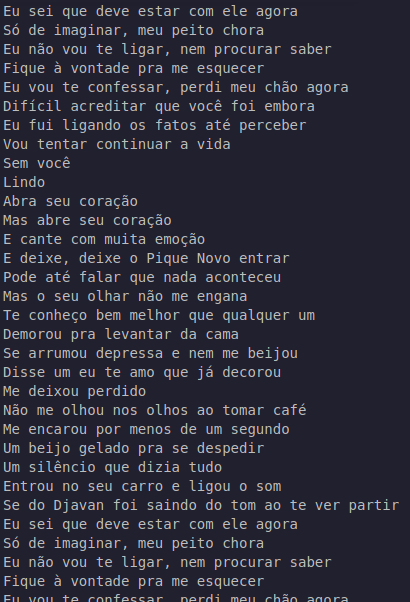 Eu sei que deve estar com ele agora
Só de imaginar, meu peito chora
Eu não vou te ligar, nem procurar saber
Fique à vontade pra me esquecer
Eu vou te confessar, perdi meu chão agora
Difícil acreditar que você foi embora
Eu fui ligando os fatos até perceber
Vou tentar continuar a vida
Sem você
Lindo
Abra seu coração
Mas abre seu coração
E cante com muita emoção
E deixe, deixe o Pique Novo entrar
Pode até falar que nada aconteceu
Mas o seu olhar não me engana
Te conheço bem melhor que qualquer um
Demorou pra levantar da cama
Se arrumou depressa e nem me beijou
Disse um eu te amo que já decorou
Me deixou perdido
Não me olhou nos olhos ao tomar café
Me encarou por menos de um segundo
Um beijo gelado pra se despedir
Um silêncio que dizia tudo
Entrou no seu carro e ligou o som
Se do Djavan foi saindo do tom ao te ver partir
Eu sei que deve estar com ele agora
Só de imaginar, meu peito chora
Eu não vou te ligar, nem procurar saber
Fique à vontade pra me esquecer
Eu vou te confessar, perdi meu chão agora